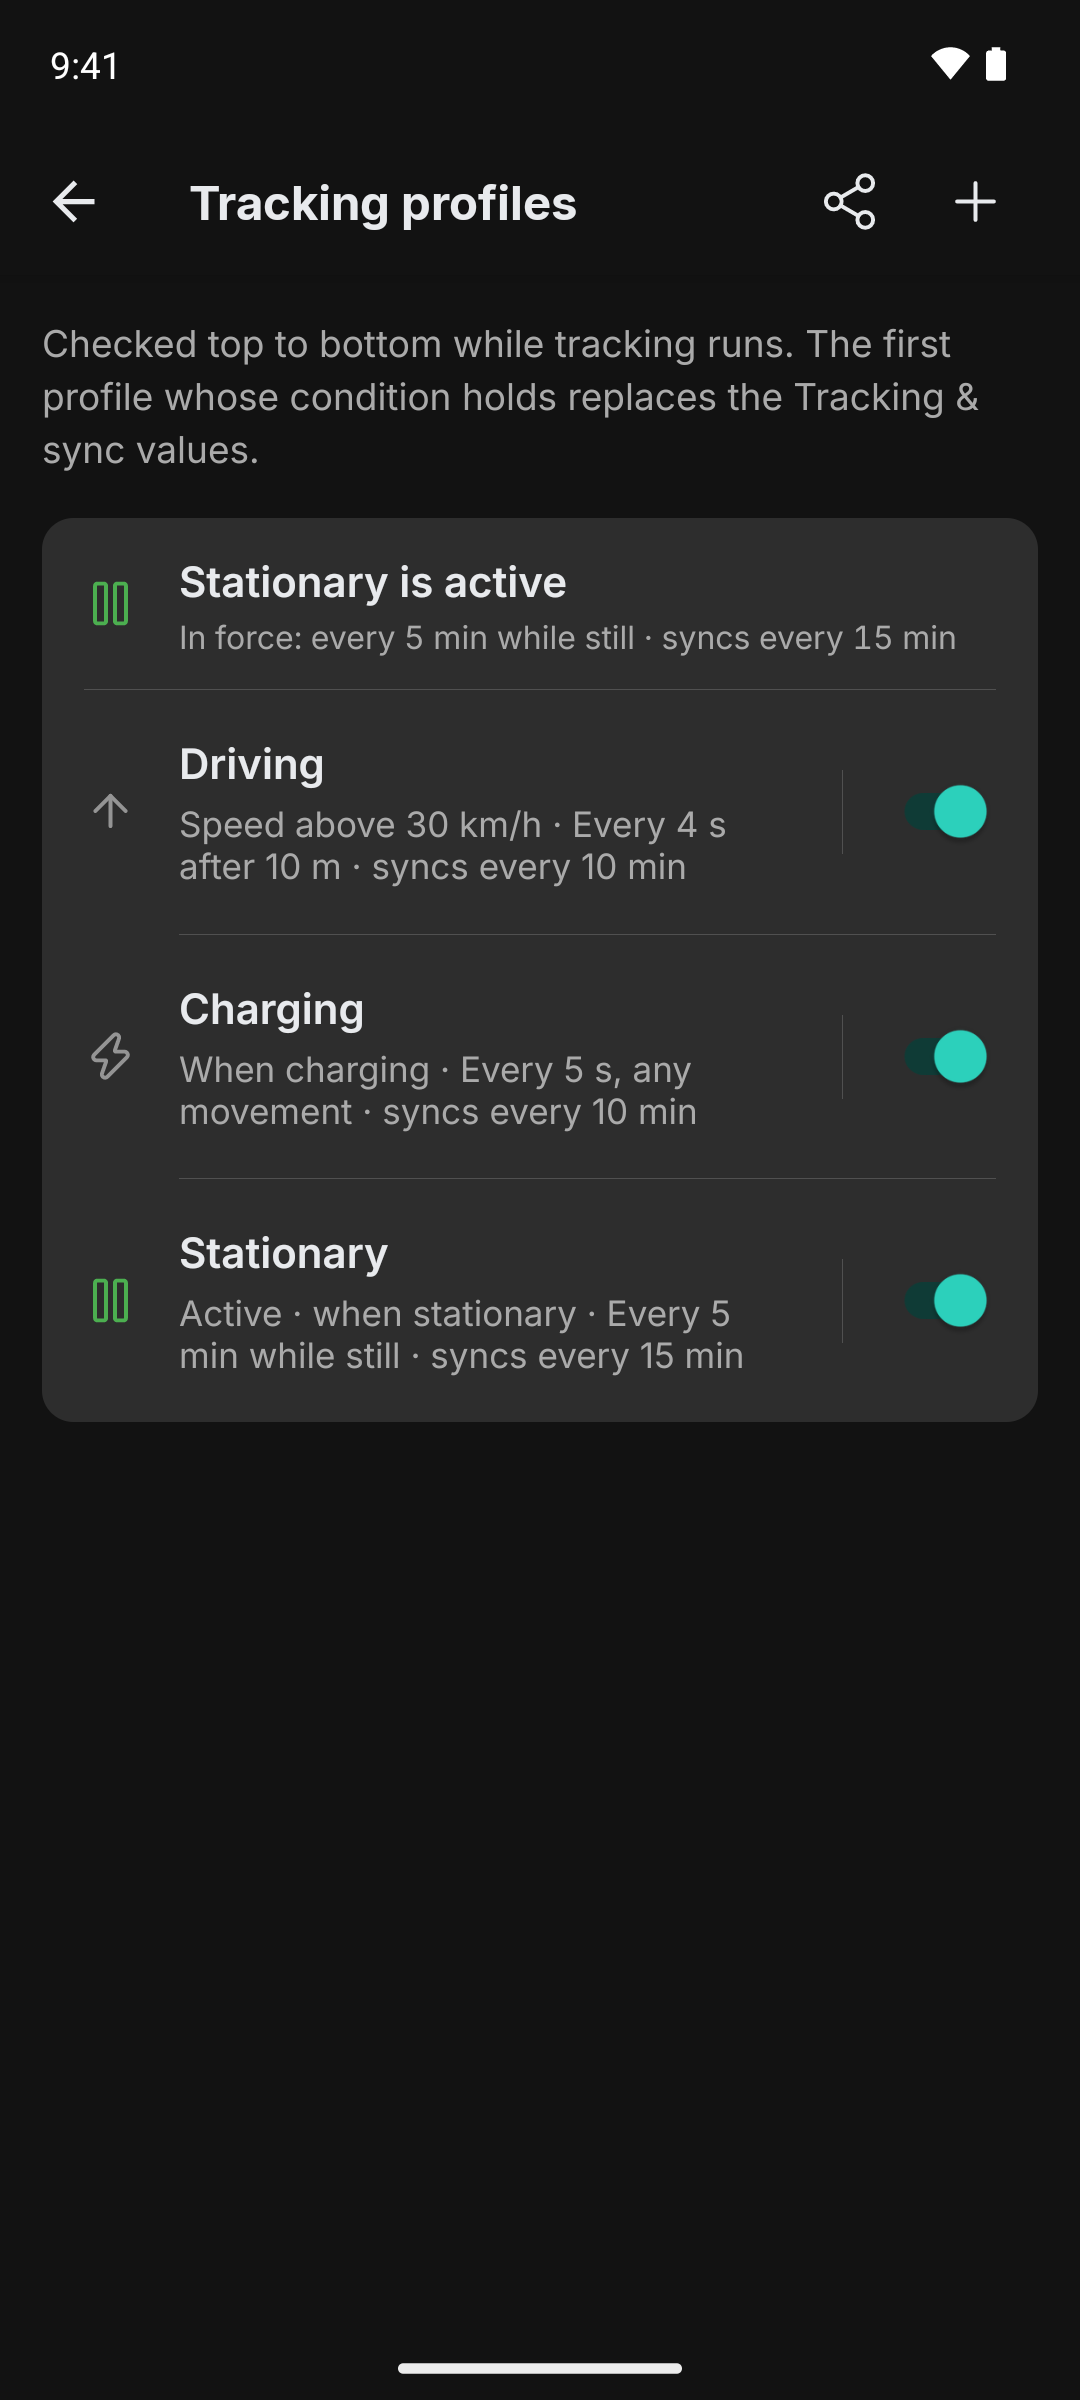 9:41
Tracking profiles
Checked top to bottom while tracking runs. The first
profile whose condition holds replaces the Tracking &
sync values.
Stationary is active
In force: every 5 min while still · syncs every 15 min
Driving
Speed above 30 km/h · Every 4 s
after 10 m · syncs every 10 min
Charging
When charging · Every 5 s, any
movement · syncs every 10 min
Stationary
Active · when stationary · Every 5
min while still · syncs every 15 min